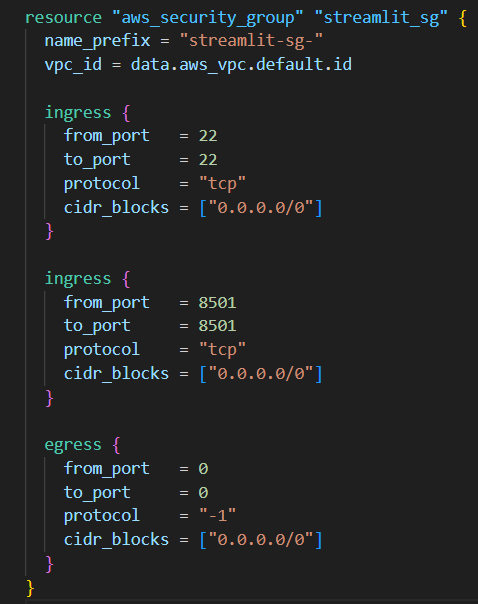 resource "aws_security_group" "streamlit_sg" {
  name_prefix = "streamlit-sg-"
  vpc_id = data.aws_vpc.default.id

  ingress {
    from_port   = 22
    to_port     = 22
    protocol    = "tcp"
    cidr_blocks = ["0.0.0.0/0"]
  }

  ingress {
    from_port   = 8501
    to_port     = 8501
    protocol    = "tcp"
    cidr_blocks = ["0.0.0.0/0"]
  }

  egress {
    from_port   = 0
    to_port     = 0
    protocol    = "-1"
    cidr_blocks = ["0.0.0.0/0"]
  }
}